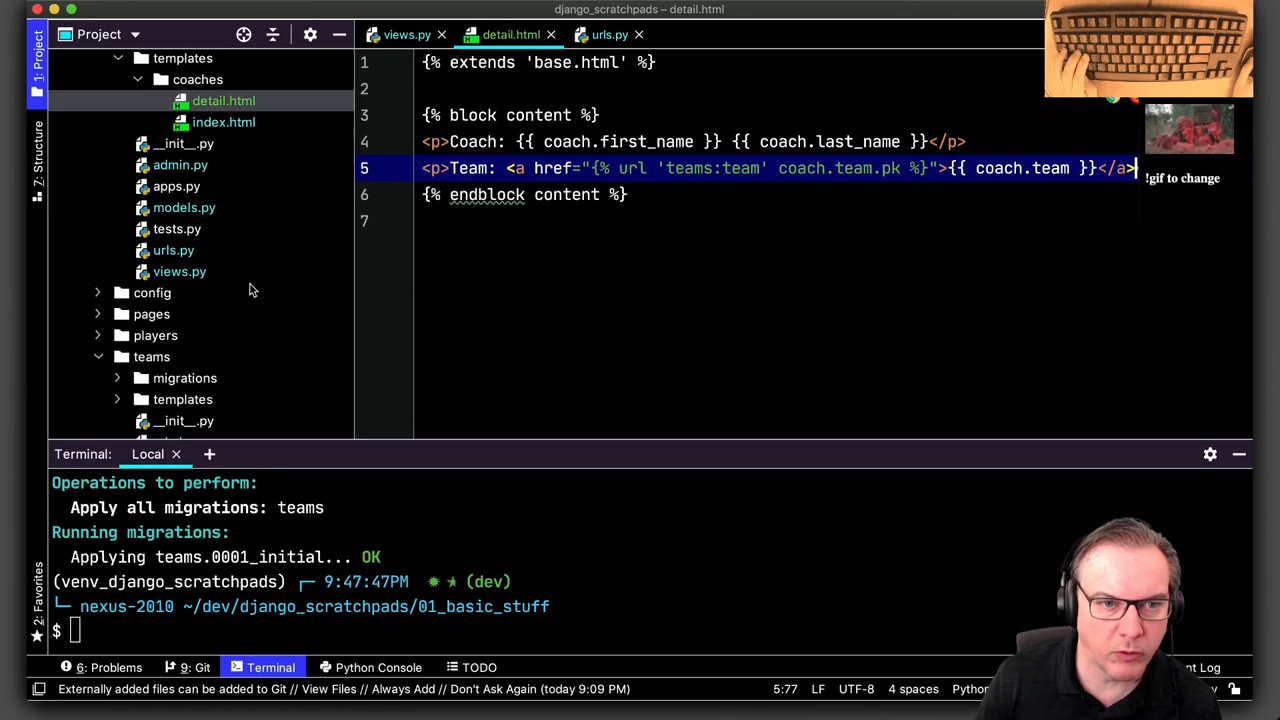 django_scratchpads – detail.html
Project
views.py
detail.html
urls.py
1: Project
7: Structure
2: Favorites
templates
coaches
detail.html
index.html
__init__.py
admin.py
apps.py
models.py
tests.py
urls.py
views.py
config
pages
players
teams
migrations
templates
__init__.py
1 {% extends 'base.html' %}
2
3 {% block content %}
4 <p>Coach: {{ coach.first_name }} {{ coach.last_name }}</p>
5 <p>Team: <a href="{% url 'teams:team' coach.team.pk %}">{{ coach.team }}</a>
6 {% endblock content %}
7
!gif to change
Terminal: Local
Operations to perform:
Apply all migrations: teams
Running migrations:
Applying teams.0001_initial... OK
(venv_django_scratchpads) ┌─ 9:47:47PM ✹ ★ (dev)
└─ nexus-2010 ~/dev/django_scratchpads/01_basic_stuff
$
6: Problems 9: Git Terminal Python Console TODO
nt Log
Externally added files can be added to Git // View Files // Always Add // Don't Ask Again (today 9:09 PM) 5:77 LF UTF-8 4 spaces